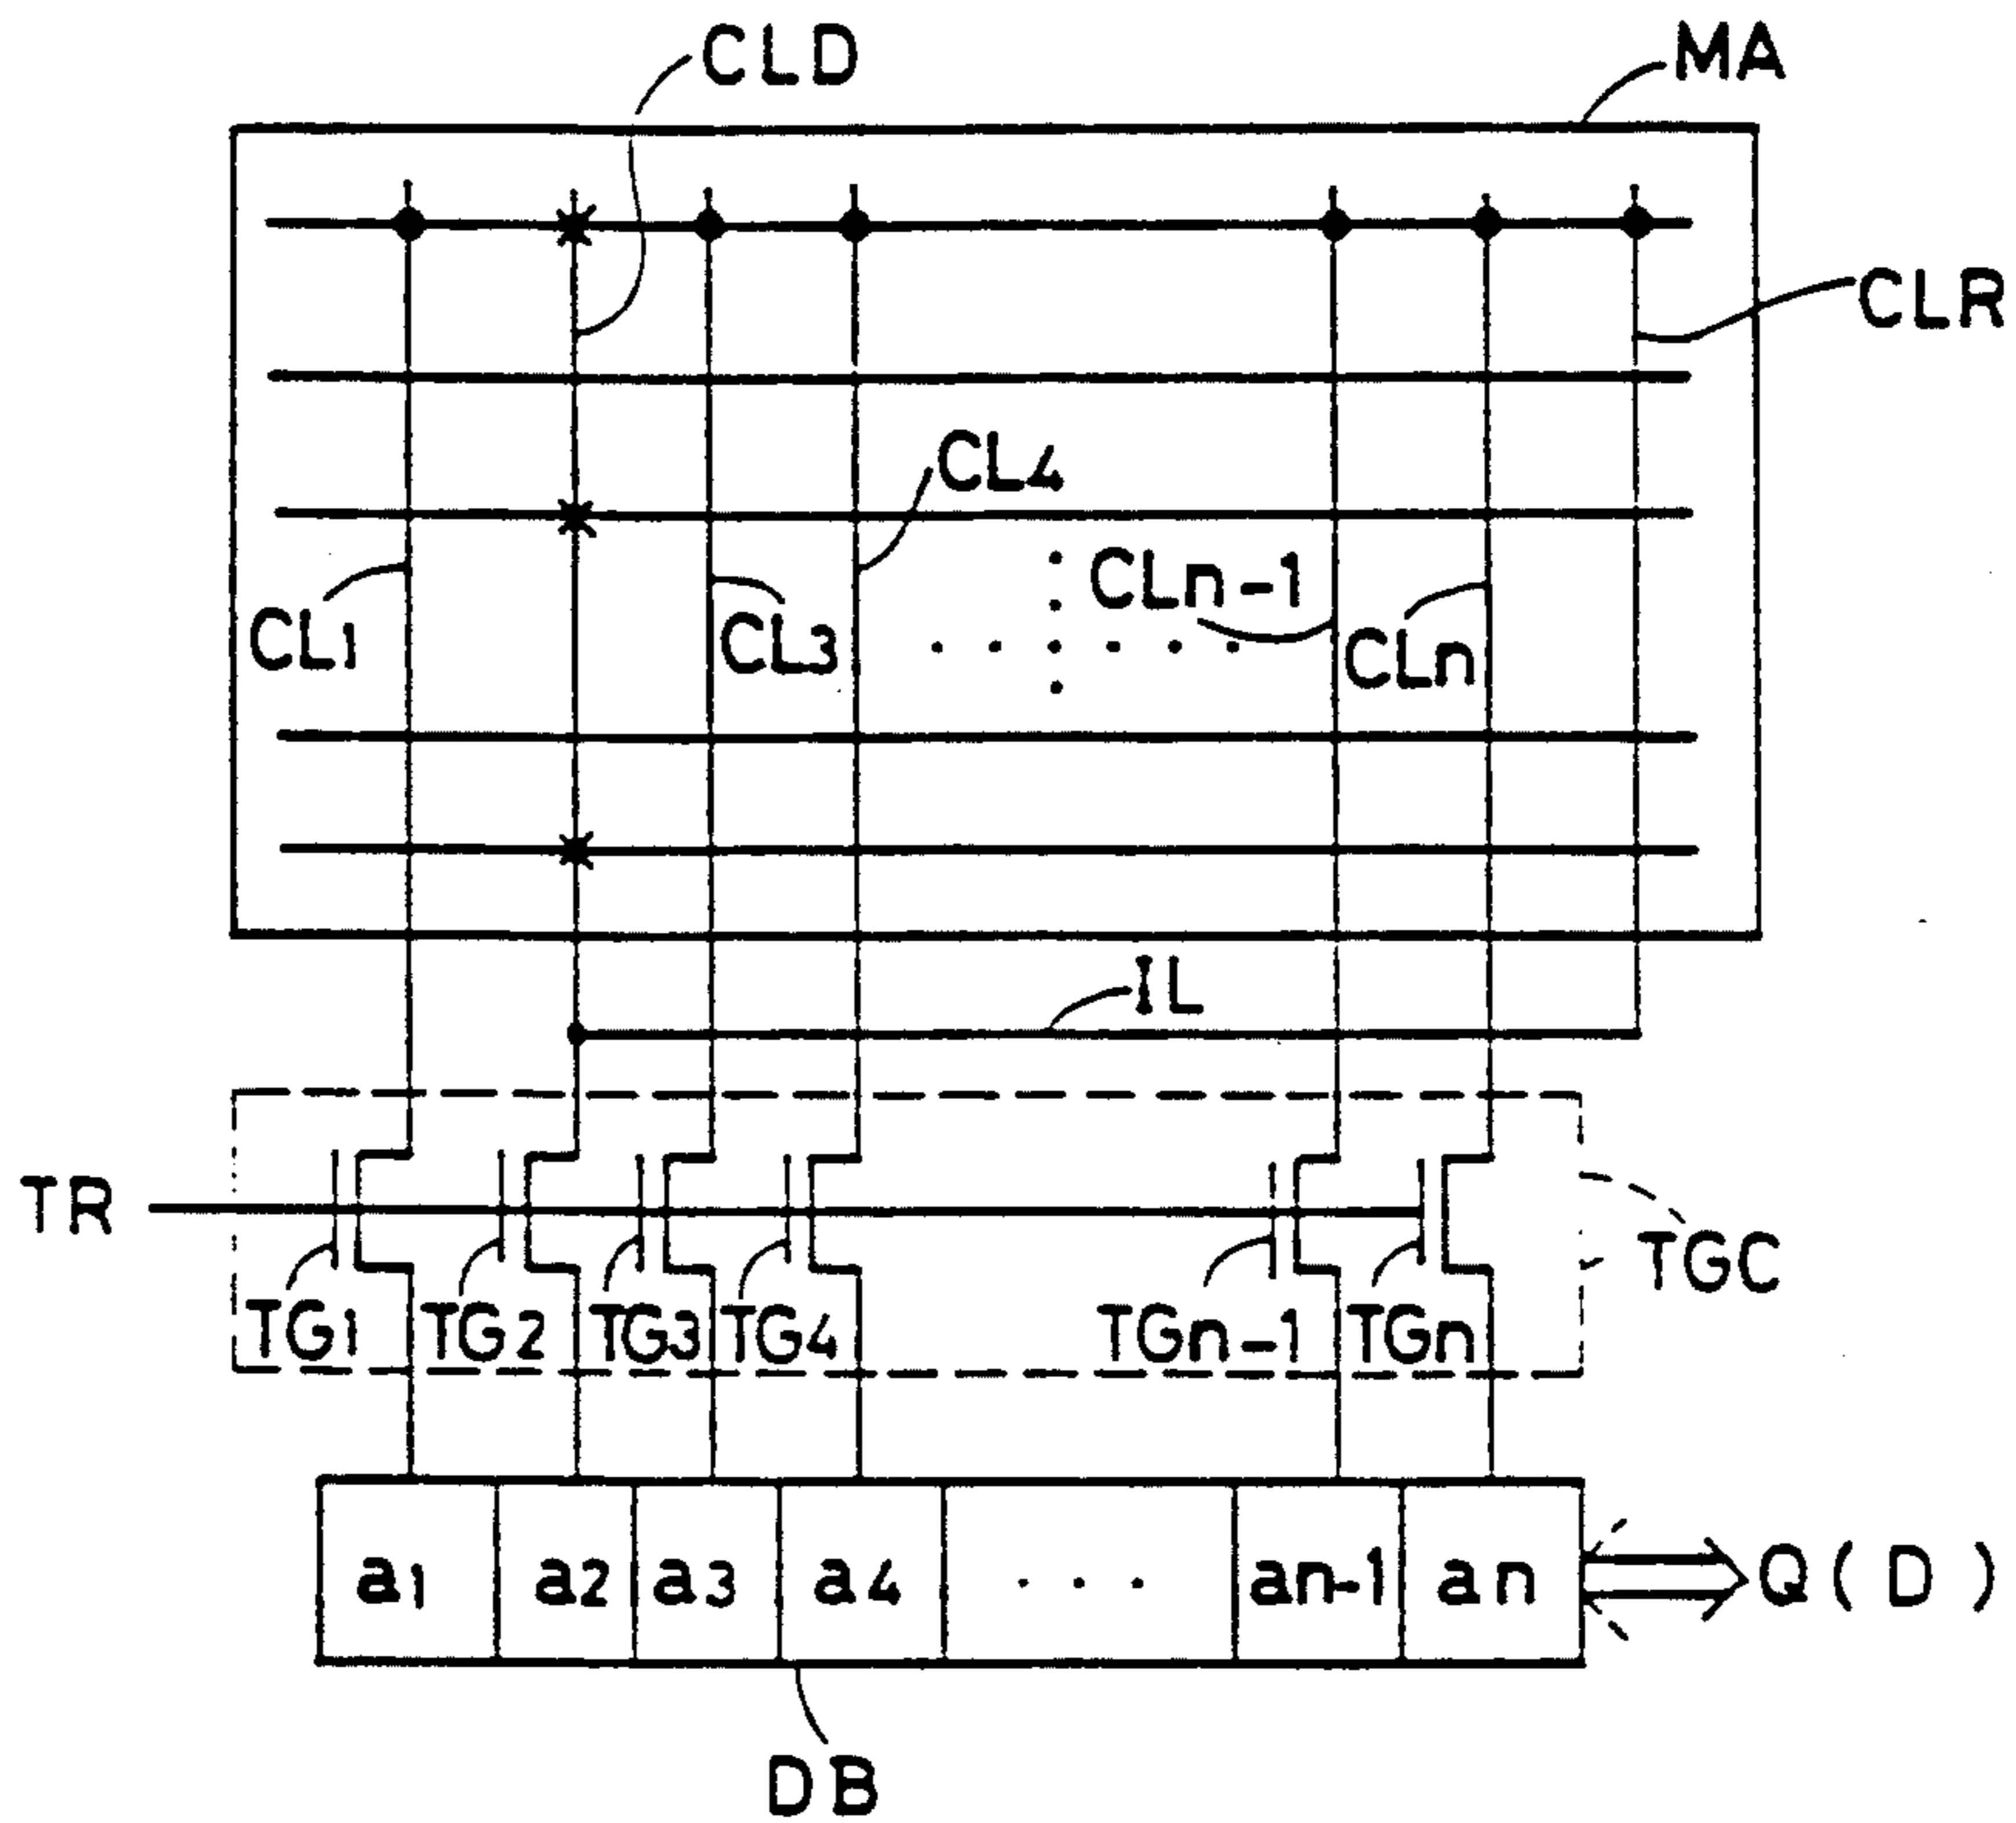 CLD
MA
CLR
CL4
CLn-1
CL1
CL3
CLn
IL
TR
TGC
TG1 TG2 TG3 TG4 TGn-1 TGn
a1 a2 a3 a4 . . . an-1 an
Q(D)
DB